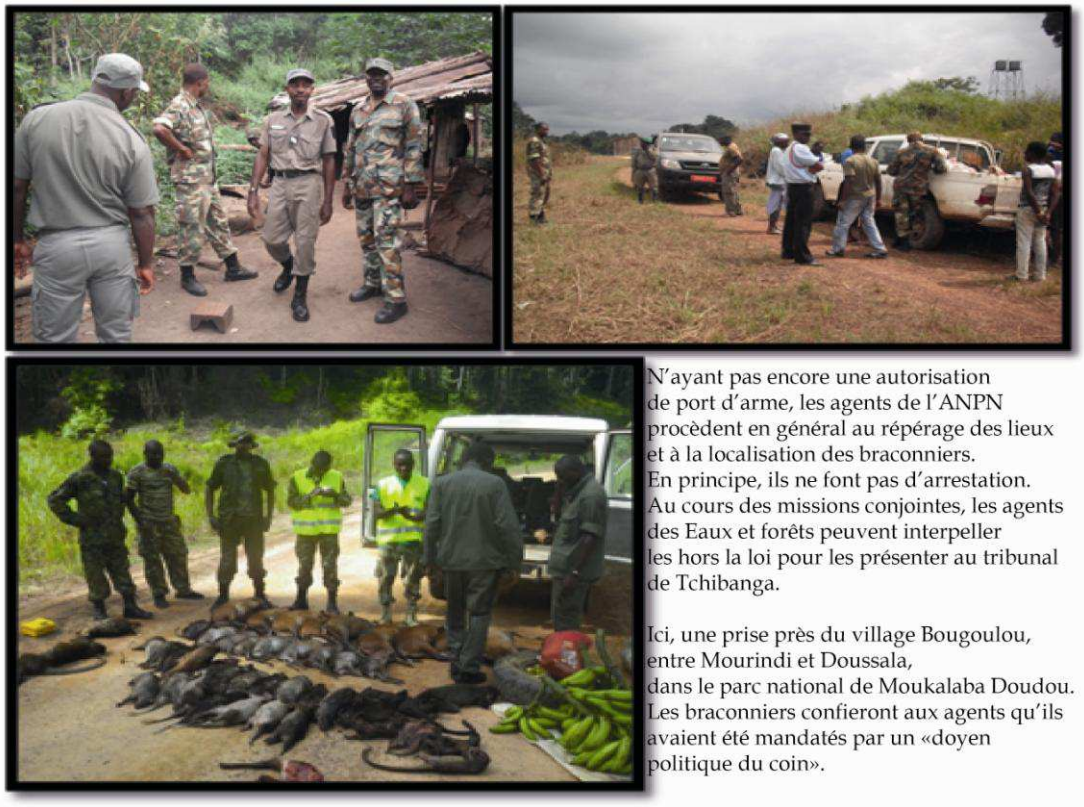 N'ayant pas encore une autorisation
de port d'arme, les agents de l'ANPN
procèdent en général au répérage des lieux
et à la localisation des braconniers.
En principe, ils ne font pas d'arrestation.
Au cours des missions conjointes, les agents
des Eaux et forêts peuvent interpeller
les hors la loi pour les présenter au tribunal
de Tchibanga.

Ici, une prise près du village Bougoulou,
entre Mourindi et Doussala,
dans le parc national de Moukalaba Doudou.
Les braconniers confieront aux agents qu'ils
avaient été mandatés par un «doyen
politique du coin».